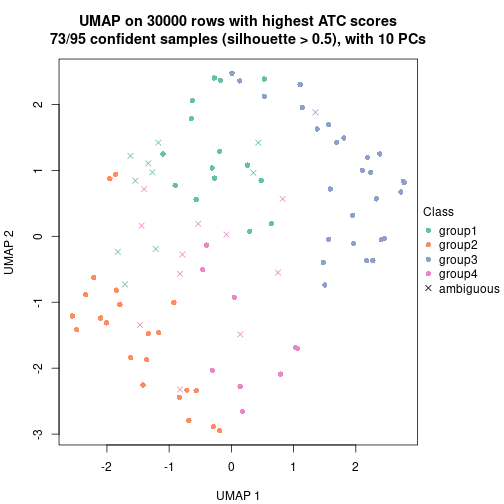 UMAP on 30000 rows with highest ATC scores
73/95 confident samples (silhouette > 0.5), with 10 PCs
2
1
0
-1
-2
-3
UMAP 2
-2
-1
0
1
2
UMAP 1
Class
group1
group2
group3
group4
ambiguous